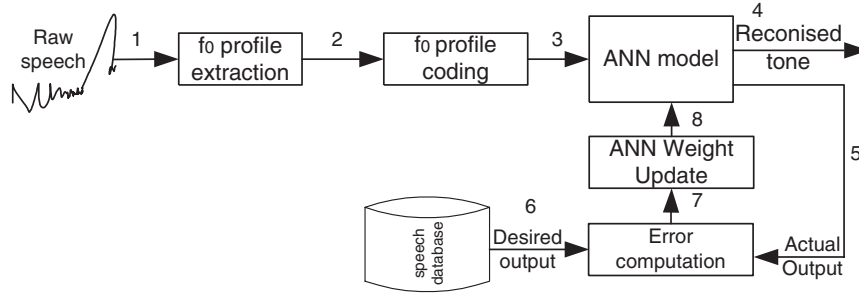 Raw
speech
1
f0 profile
extraction
2
f0 profile
coding
3
ANN model
4
Reconised
tone
5
8
ANN Weight
Update
7
6
speech
database
Desired
output
Error
computation
Actual
Output